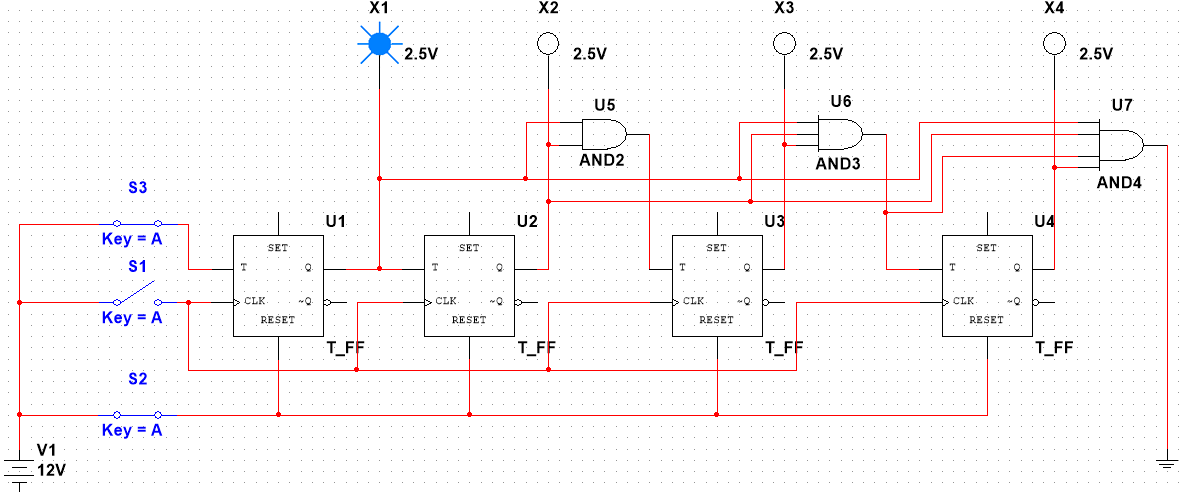 X1 X2 X3 X4
2.5V 2.5V 2.5V 2.5V
U5 U6 U7
AND2 AND3 AND4
S3
Key = A
S1
Key = A
S2
Key = A
U1 U2 U3 U4
SET SET SET SET
T Q T Q T Q T Q
CLK ~Q CLK ~Q CLK ~Q CLK ~Q
RESET RESET RESET RESET
T_FF T_FF T_FF T_FF
V1
12V